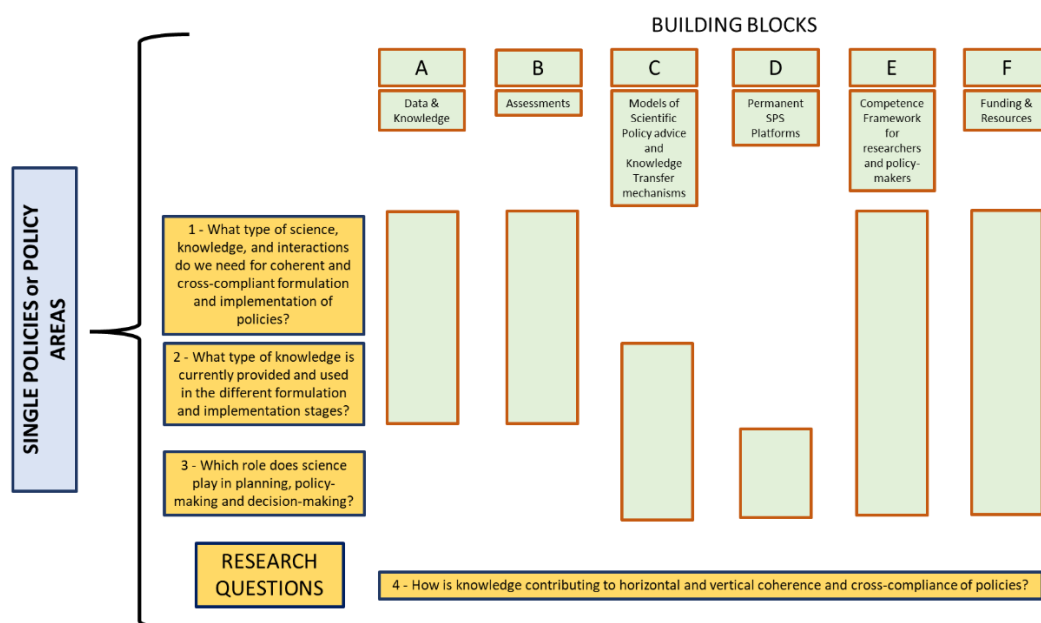 BUILDING BLOCKS
A
B
C
D
E
F
Data &
Knowledge
Assessments
Models of
Scientific
Policy advice
and
Knowledge
Transfer
mechanisms
Permanent
SPS
Platforms
Competence
Framework
for
researchers
and policy-
makers
Funding &
Resources
SINGLE POLICIES or POLICY
AREAS
1 - What type of science,
knowledge, and interactions
do we need for coherent and
cross-compliant formulation
and implementation of
policies?
2 - What type of knowledge is
currently provided and used
in the different formulation
and implementation stages?
3 - Which role does science
play in planning, policy-
making and decision-making?
RESEARCH
QUESTIONS
4 - How is knowledge contributing to horizontal and vertical coherence and cross-compliance of policies?